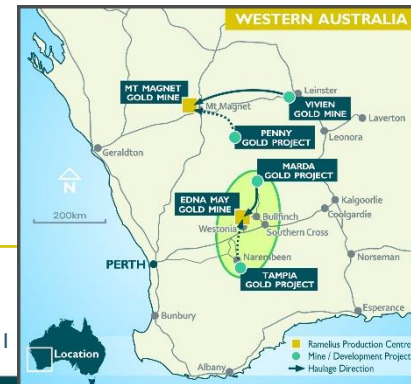 WESTERN AUSTRALIA
MT MAGNET
GOLD MINE
Mt Magnet
Leinster
VIVIEN
GOLD MINE
Laverton
PENNY
GOLD PROJECT
Leonora
Geraldton
MARDA
GOLD PROJECT
N
200km
EDNA MAY
GOLD MINE
Bullfinch
Kalgoorlie
Coolgardie
Westonia
Southern Cross
PERTH
Narembeen
Norseman
TAMPIA
GOLD PROJECT
Bunbury
Esperance
Albany
Location
Ramelius Production Centre
Mine / Development Project
Haulage Direction